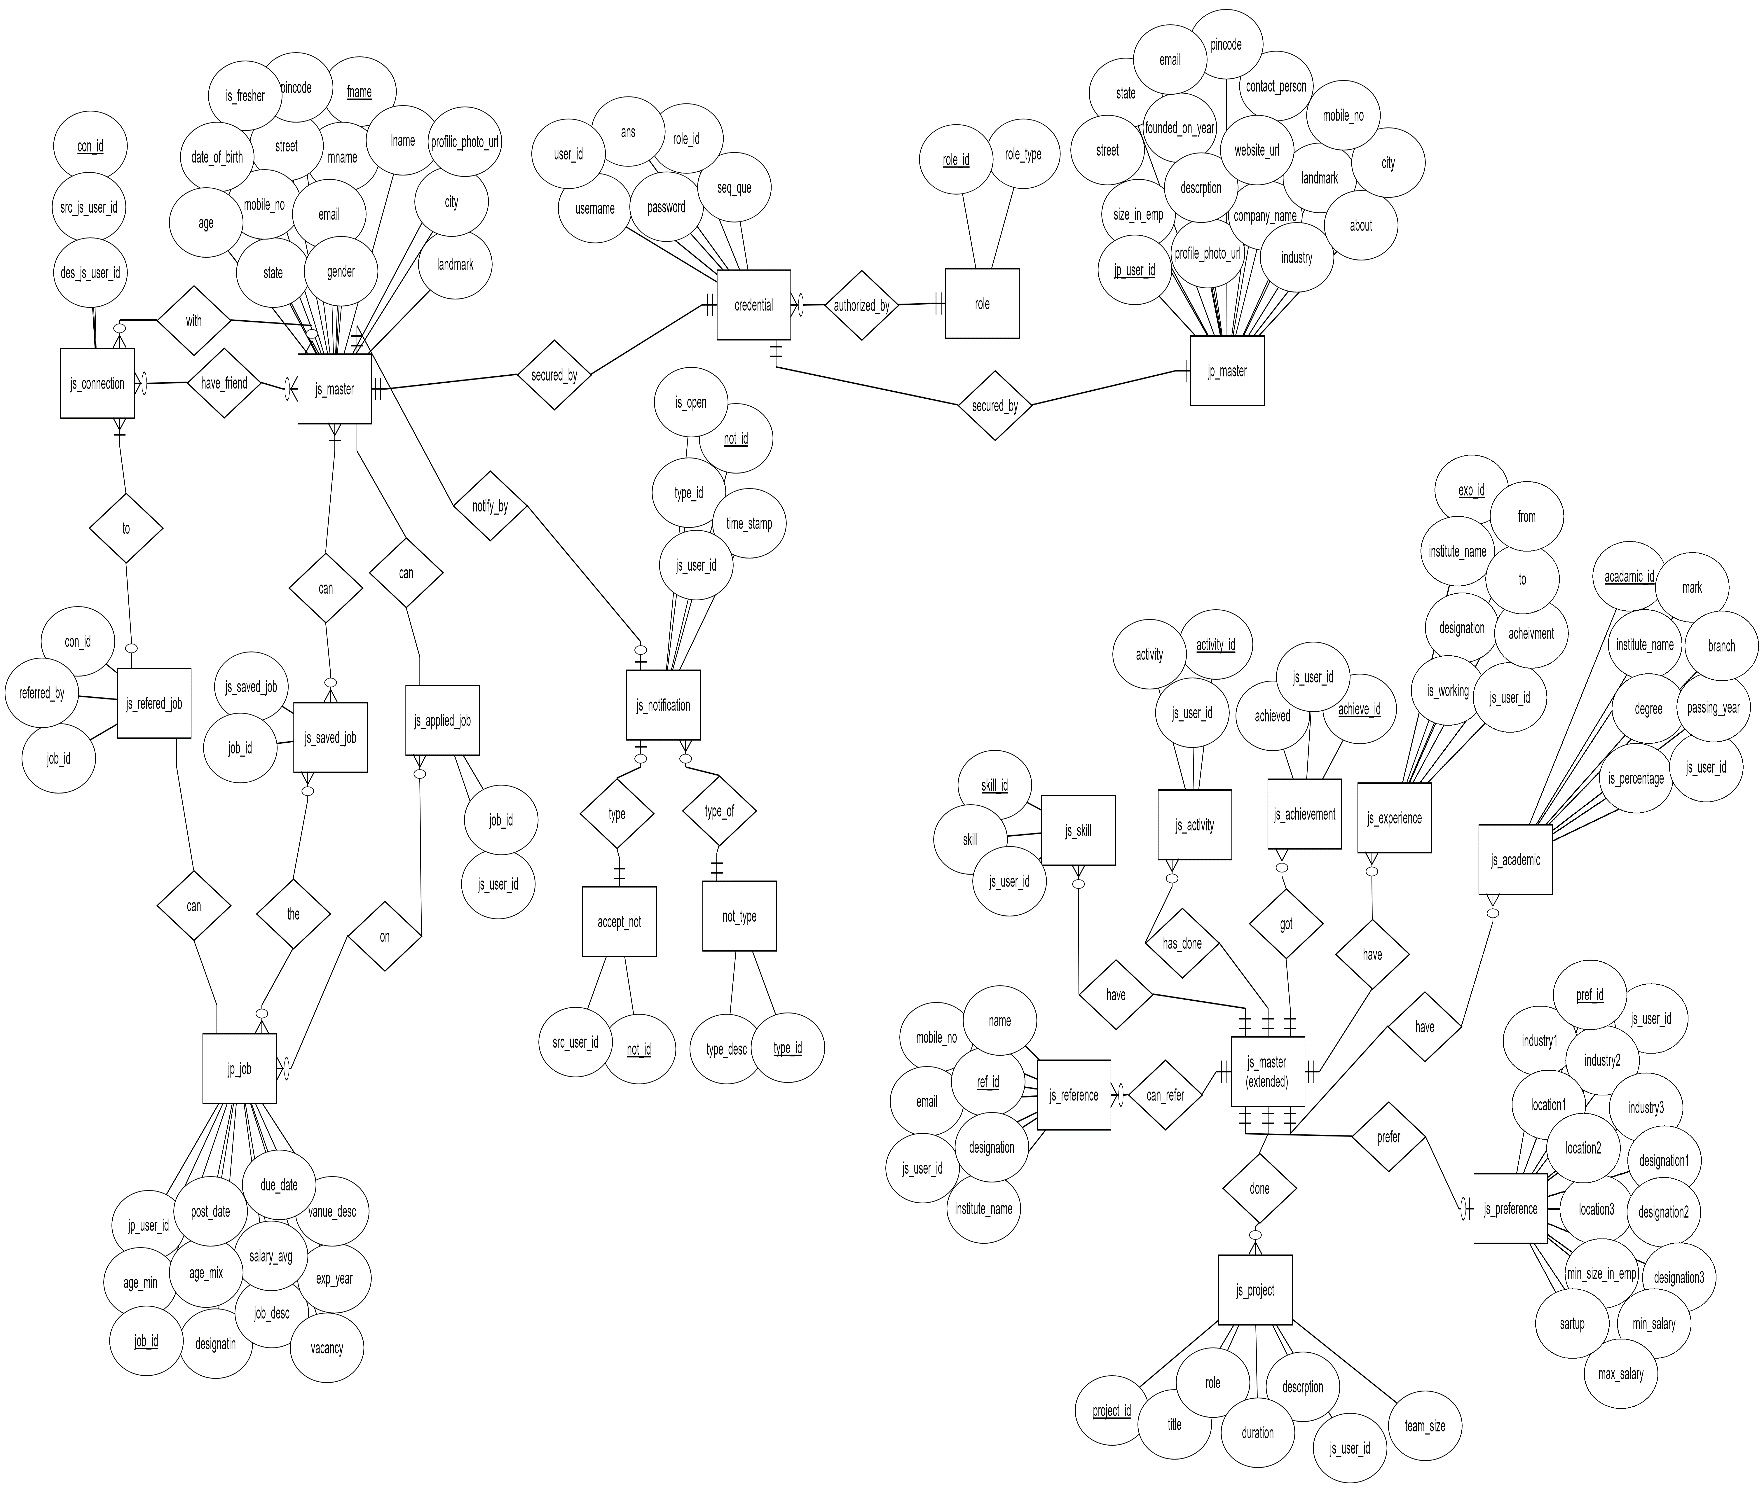 con_id
src_js_user_id
des_js_user_id
js_connection
is_fresher
pincode
fname
date_of_birth
street
mname
lname
profilic_photo_url
age
mobile_no
email
city
state
gender
landmark
with
have_friend
js_master
user_id
ans
role_id
seq_que
username
password
credential
secured_by
authorized_by
role_id
role_type
role
email
pincode
state
contact_person
founded_on_year
mobile_no
street
website_url
city
descrption
landmark
size_in_emp
company_name
about
jp_user_id
profile_photo_url
industry
jp_master
secured_by
to
can
can
notify_by
is_open
not_id
type_id
time_stamp
js_user_id
con_id
referred_by
job_id
js_refered_job
js_saved_job
job_id
js_saved_job
js_applied_job
job_id
js_user_id
js_notification
type
type_of
accept_not
not_type
src_user_id
not_id
type_desc
type_id
can
the
on
jp_job
due_date
jp_user_id
post_date
vanue_desc
age_min
age_mix
salary_avg
exp_year
job_id
designatin
job_desc
vacancy
skill_id
skill
js_user_id
js_skill
activity
activity_id
js_user_id
js_activity
js_user_id
achieved
achieve_id
js_achievement
exp_id
from
institute_name
to
designation
acheivment
is_working
js_user_id
js_experience
acadamic_id
mark
institute_name
branch
degree
passing_year
is_percentage
js_user_id
js_academic
have
has_done
got
have
have
js_master
(extended)
mobile_no
name
ref_id
email
designation
js_user_id
institute_name
js_reference
can_refer
prefer
done
pref_id
js_user_id
industry1
industry2
location1
industry3
location2
designation1
location3
designation2
js_preference
min_size_in_emp
designation3
sartup
min_salary
max_salary
js_project
role
descrption
project_id
title
duration
js_user_id
team_size